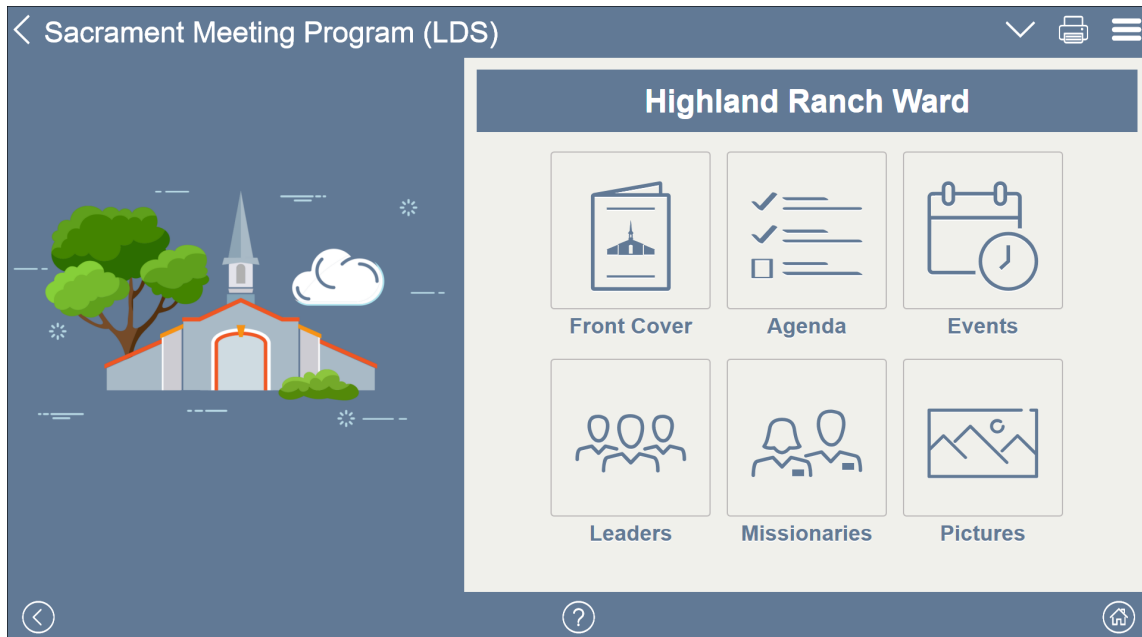 Sacrament Meeting Program (LDS)
Highland Ranch Ward
Front Cover
Agenda
Events
Leaders
Missionaries
Pictures
?